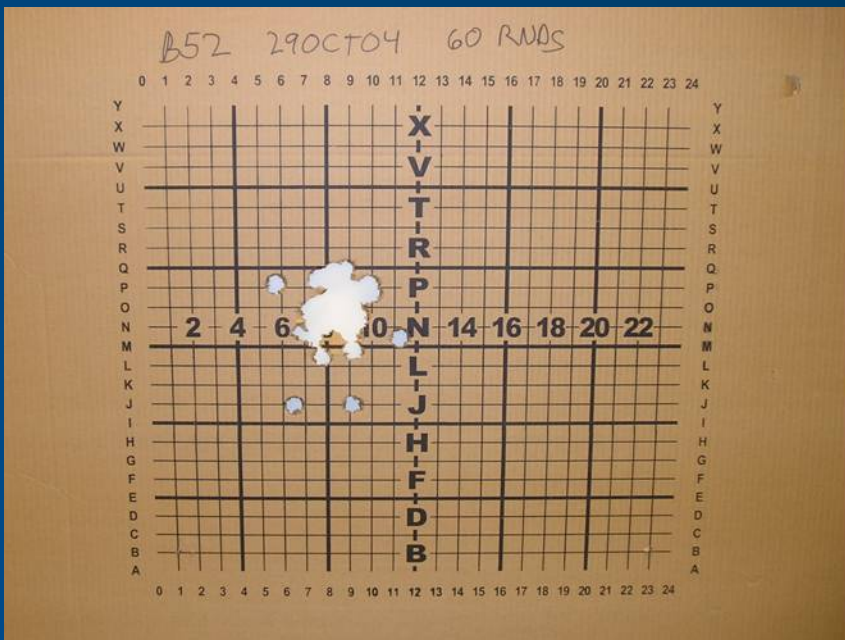 B52 29OCT04 60 RNDS
0 1 2 3 4 5 6 7 8 9 10 11 12 13 14 15 16 17 18 19 20 21 22 23 24
Y Y
X X X
W W
V V V
U U
T T T
S S
R R R
Q Q
P P P
O O
N 2 4 6 10 N 14 16 18 20 22 N
M M
L L L
K K
J J J
I I
H H H
G G
F F F
E E
D D D
C C
B B B
A A
0 1 2 3 4 5 6 7 8 9 10 11 12 13 14 15 16 17 18 19 20 21 22 23 24